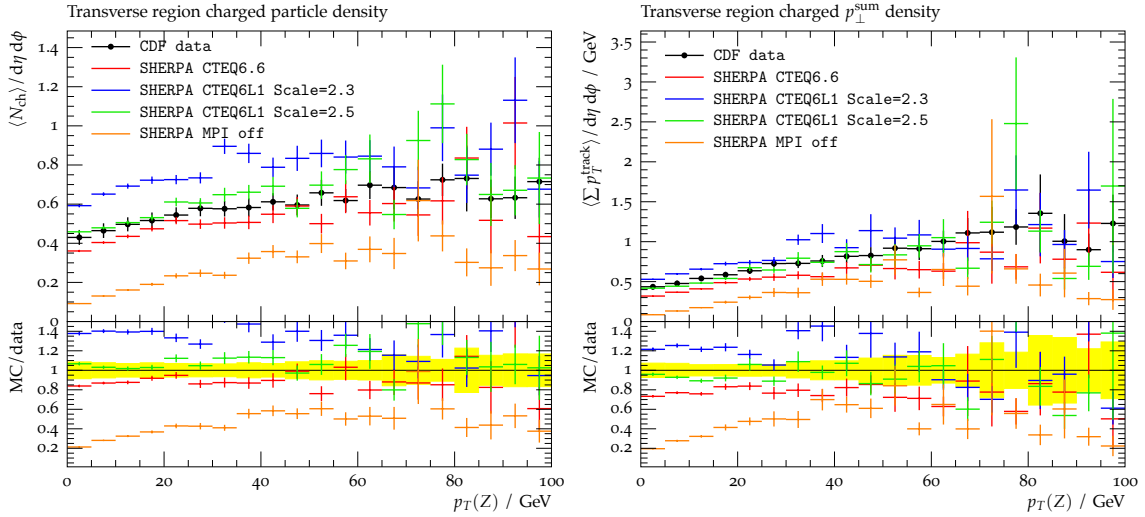 Transverse region charged particle density
⟨N_ch⟩/dη dϕ
CDF data
SHERPA CTEQ6.6
SHERPA CTEQ6L1 Scale=2.3
SHERPA CTEQ6L1 Scale=2.5
SHERPA MPI off
1.4
1.2
1
0.8
0.6
0.4
0.2
0
MC/data
1.4
1.2
1
0.8
0.6
0.4
0.2
0 20 40 60 80 100
p_T(Z) / GeV
Transverse region charged p_⊥^sum density
⟨∑ p_T^track⟩/dη dϕ / GeV
CDF data
SHERPA CTEQ6.6
SHERPA CTEQ6L1 Scale=2.3
SHERPA CTEQ6L1 Scale=2.5
SHERPA MPI off
3.5
3
2.5
2
1.5
1
0.5
0
MC/data
1.4
1.2
1
0.8
0.6
0.4
0.2
0 20 40 60 80 100
p_T(Z) / GeV